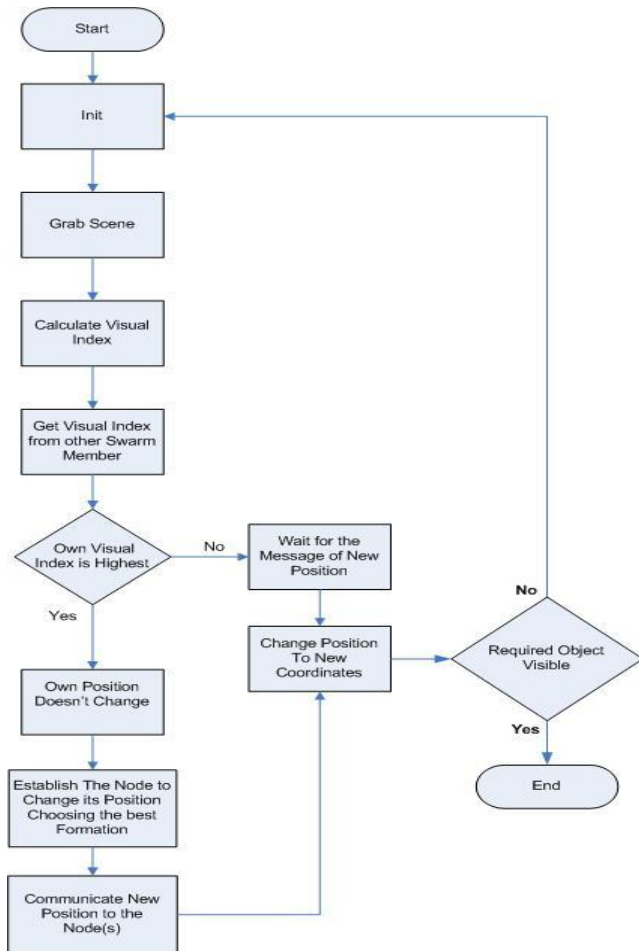 Start
Init
Grab Scene
Calculate Visual
Index
Get Visual Index
from other Swarm
Member
Own Visual
Index is Highest
No
Wait for the
Message of New
Position
Yes
Change Position
To New
Coordinates
No
Required Object
Visible
Yes
End
Own Position
Doesn't Change
Establish The Node to
Change its Position
Choosing the best
Formation
Communicate New
Position to the
Node(s)